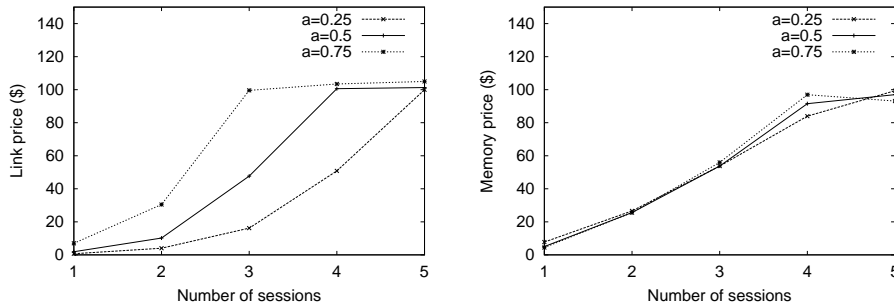 140
120
100
80
60
40
20
0
Link price ($)
a=0.25
a=0.5
a=0.75
1 2 3 4 5
Number of sessions
140
120
100
80
60
40
20
0
Memory price ($)
a=0.25
a=0.5
a=0.75
1 2 3 4 5
Number of sessions